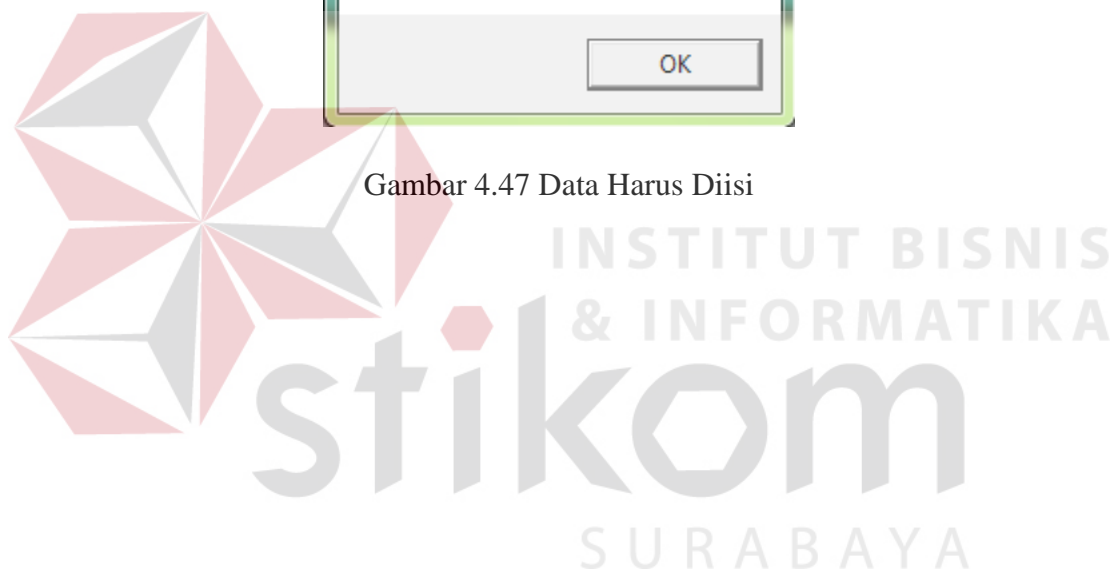 OK
Gambar 4.47 Data Harus Diisi
INSTITUT BISNIS
& INFORMATIKA
stikom
SURABAYA